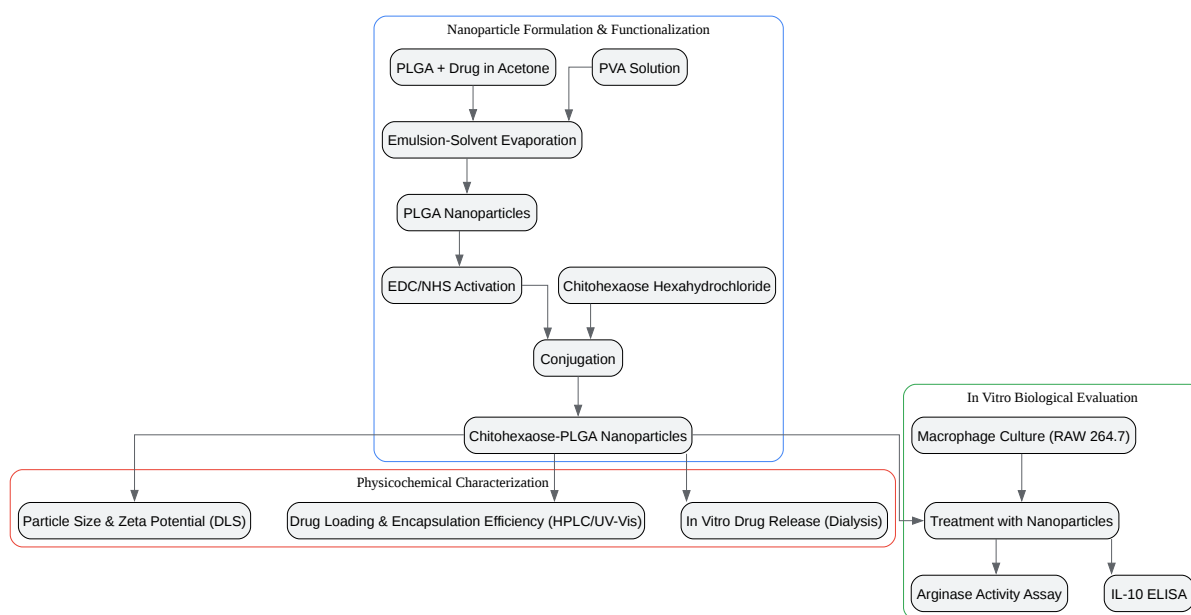 Nanoparticle Formulation & Functionalization
PLGA + Drug in Acetone
PVA Solution
Emulsion-Solvent Evaporation
PLGA Nanoparticles
EDC/NHS Activation
Chitohexaose Hexahydrochloride
Conjugation
Chitohexaose-PLGA Nanoparticles
In Vitro Biological Evaluation
Macrophage Culture (RAW 264.7)
Physicochemical Characterization
Particle Size & Zeta Potential (DLS)
Drug Loading & Encapsulation Efficiency (HPLC/UV-Vis)
In Vitro Drug Release (Dialysis)
Treatment with Nanoparticles
Arginase Activity Assay
IL-10 ELISA